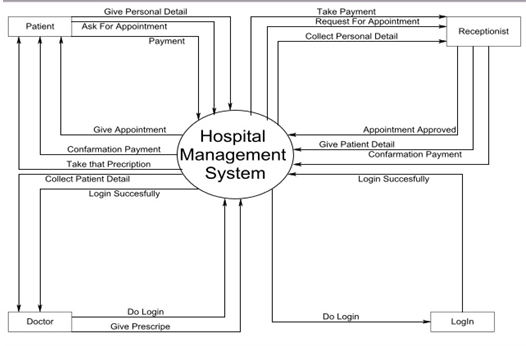 Give Personal Detail
Patient
Ask For Appointment
Payment
Take Payment
Request For Appointment
Collect Personal Detail
Receptionist
Give Appointment
Confarmation Payment
Take that Precription
Collect Patient Detail
Login Succesfully
Hospital
Management
System
Appointment Approved
Give Patient Detail
Confarmation Payment
Login Succesfully
Doctor
Do Login
Give Prescripe
Do Login
LogIn